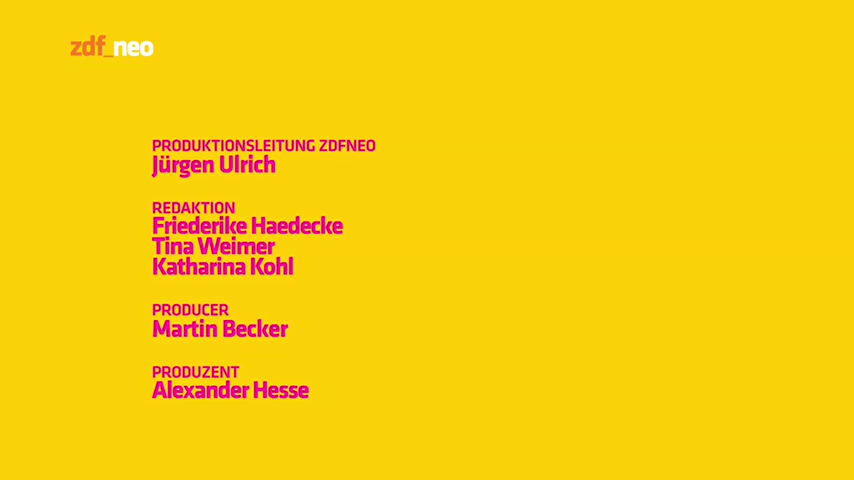 zdf_neo
PRODUKTIONSLEITUNG ZDFNEO
Jürgen Ulrich
REDAKTION
Friederike Haedecke
Tina Weimer
Katharina Kohl
PRODUCER
Martin Becker
PRODUZENT
Alexander Hesse